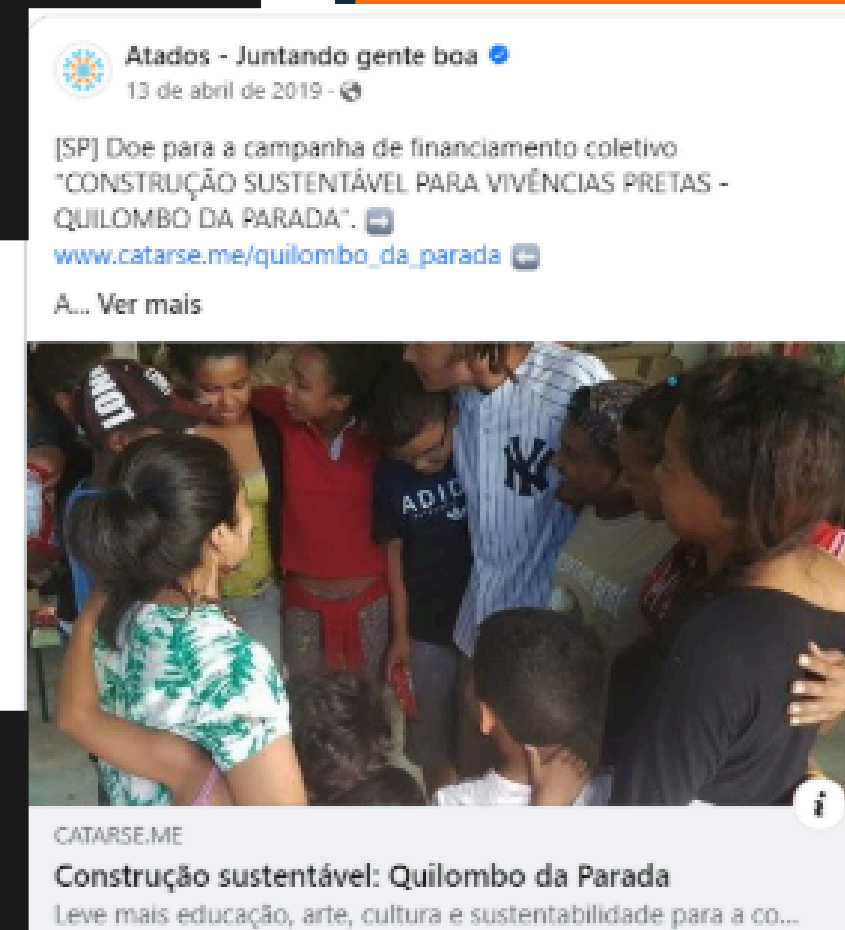 Atados - Juntando gente boa
13 de abril de 2019 ·
[SP] Doe para a campanha de financiamento coletivo
"CONSTRUÇÃO SUSTENTÁVEL PARA VIVÊNCIAS PRETAS -
QUILOMBO DA PARADA". ➡
www.catarse.me/quilombo_da_parada ⬅
A... Ver mais
ADID
NY
i
CATARSE.ME
Construção sustentável: Quilombo da Parada
Leve mais educação, arte, cultura e sustentabilidade para a co...